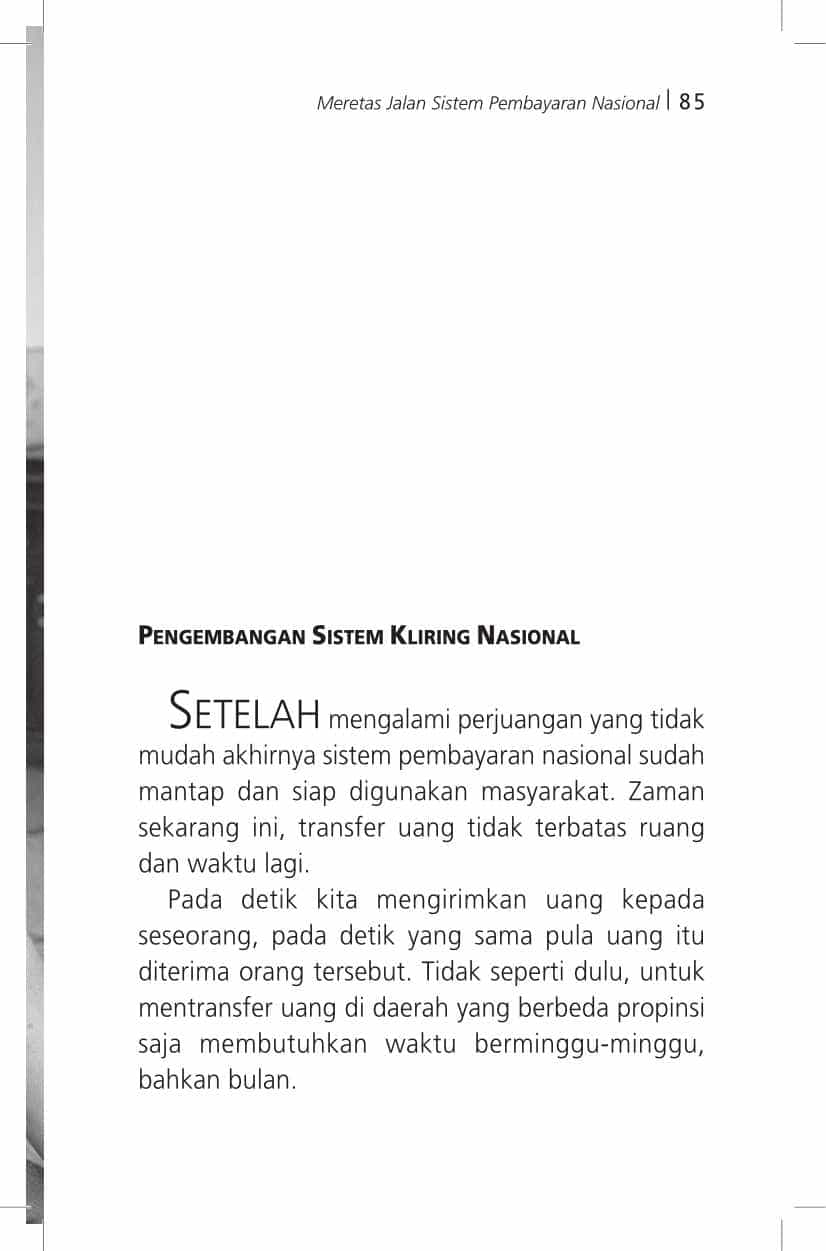 Meretas Jalan Sistem Pembayaran Nasional | 85
PENGEMBANGAN SISTEM KLIRING NASIONAL
SETELAH mengalami perjuangan yang tidak
mudah akhirnya sistem pembayaran nasional sudah
mantap dan siap digunakan masyarakat. Zaman
sekarang ini, transfer uang tidak terbatas ruang
dan waktu lagi.
Pada detik kita mengirimkan uang kepada
seseorang, pada detik yang sama pula uang itu
diterima orang tersebut. Tidak seperti dulu, untuk
mentransfer uang di daerah yang berbeda propinsi
saja membutuhkan waktu berminggu-minggu,
bahkan bulan.